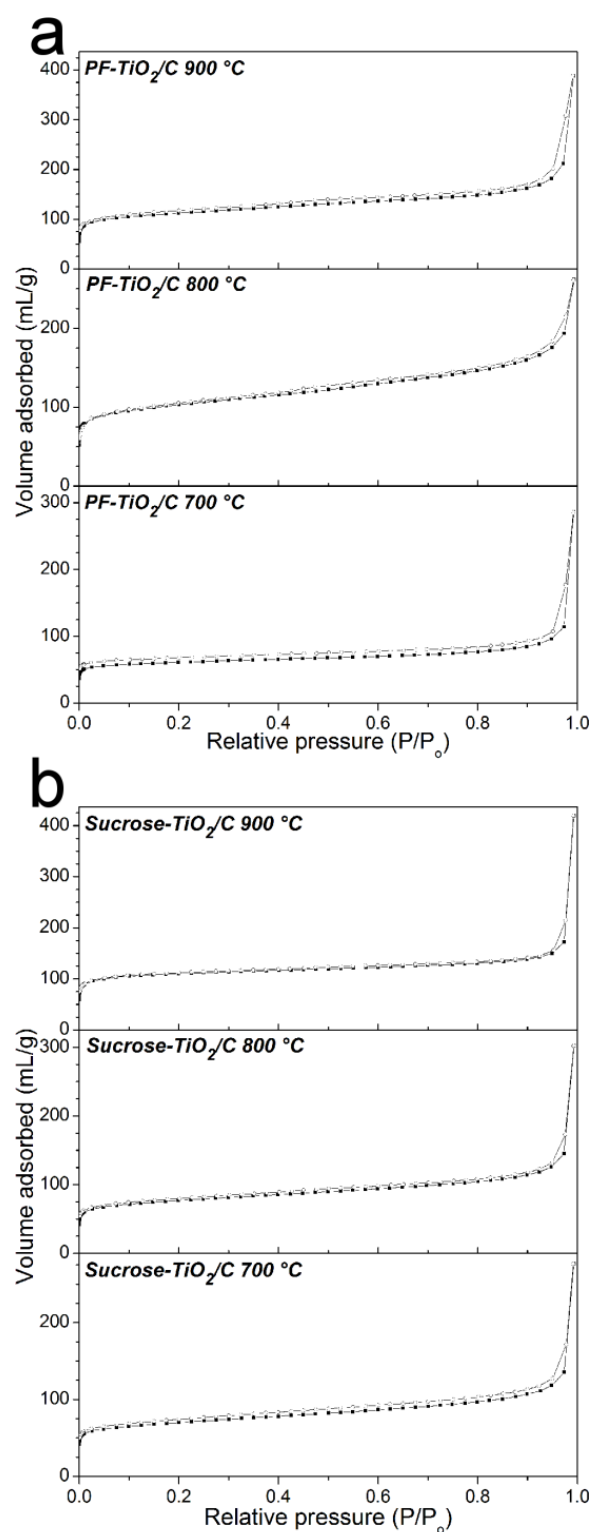 a
PF-TiO₂/C 900 °C
400
300
200
100
0
PF-TiO₂/C 800 °C
200
100
0
PF-TiO₂/C 700 °C
300
200
100
0
Volume adsorbed (mL/g)
0.0 0.2 0.4 0.6 0.8 1.0
Relative pressure (P/Pₒ)
b
Sucrose-TiO₂/C 900 °C
400
300
200
100
0
Sucrose-TiO₂/C 800 °C
300
200
100
0
Sucrose-TiO₂/C 700 °C
200
100
0
Volume adsorbed (mL/g)
0.0 0.2 0.4 0.6 0.8 1.0
Relative pressure (P/Pₒ)